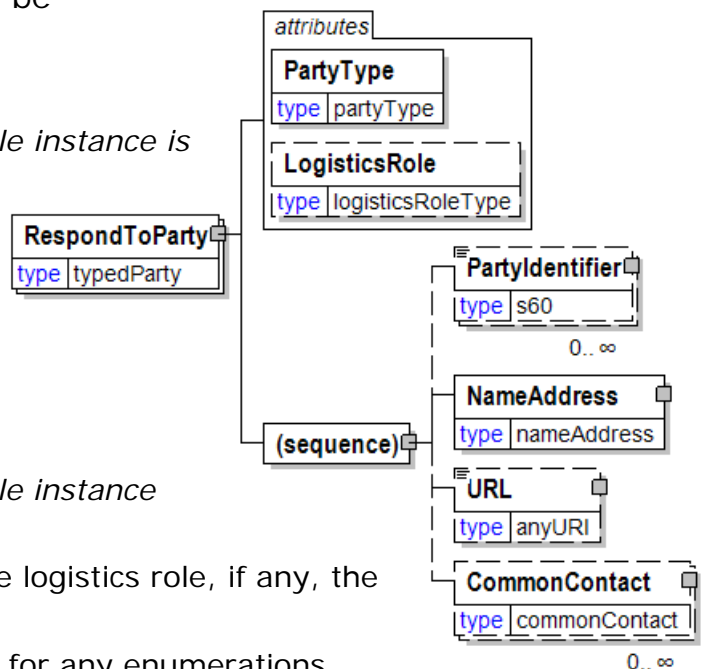 be
attributes
PartyType
type partyType
le instance is
LogisticsRole
type logisticsRoleType
RespondToParty
type typedParty
PartyIdentifier
type s60
0.. ∞
NameAddress
type nameAddress
(sequence)
URL
type anyURI
le instance
CommonContact
type commonContact
e logistics role, if any, the
0.. ∞
for any enumerations